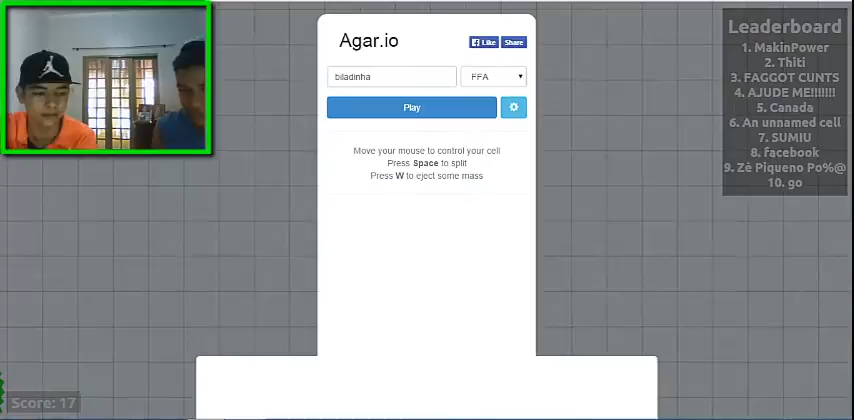 Agar.io
Like
Share
biladinha
FFA
Play
Move your mouse to control your cell
Press Space to split
Press W to eject some mass
Leaderboard
1. MakinPower
2. Thiti
3. FAGGOT CUNTS
4. AJUDE ME!!!!!!!
5. Canada
6. An unnamed cell
7. SUMIU
8. facebook
9. Zè Piqueno Po%@
10. go
Score: 17